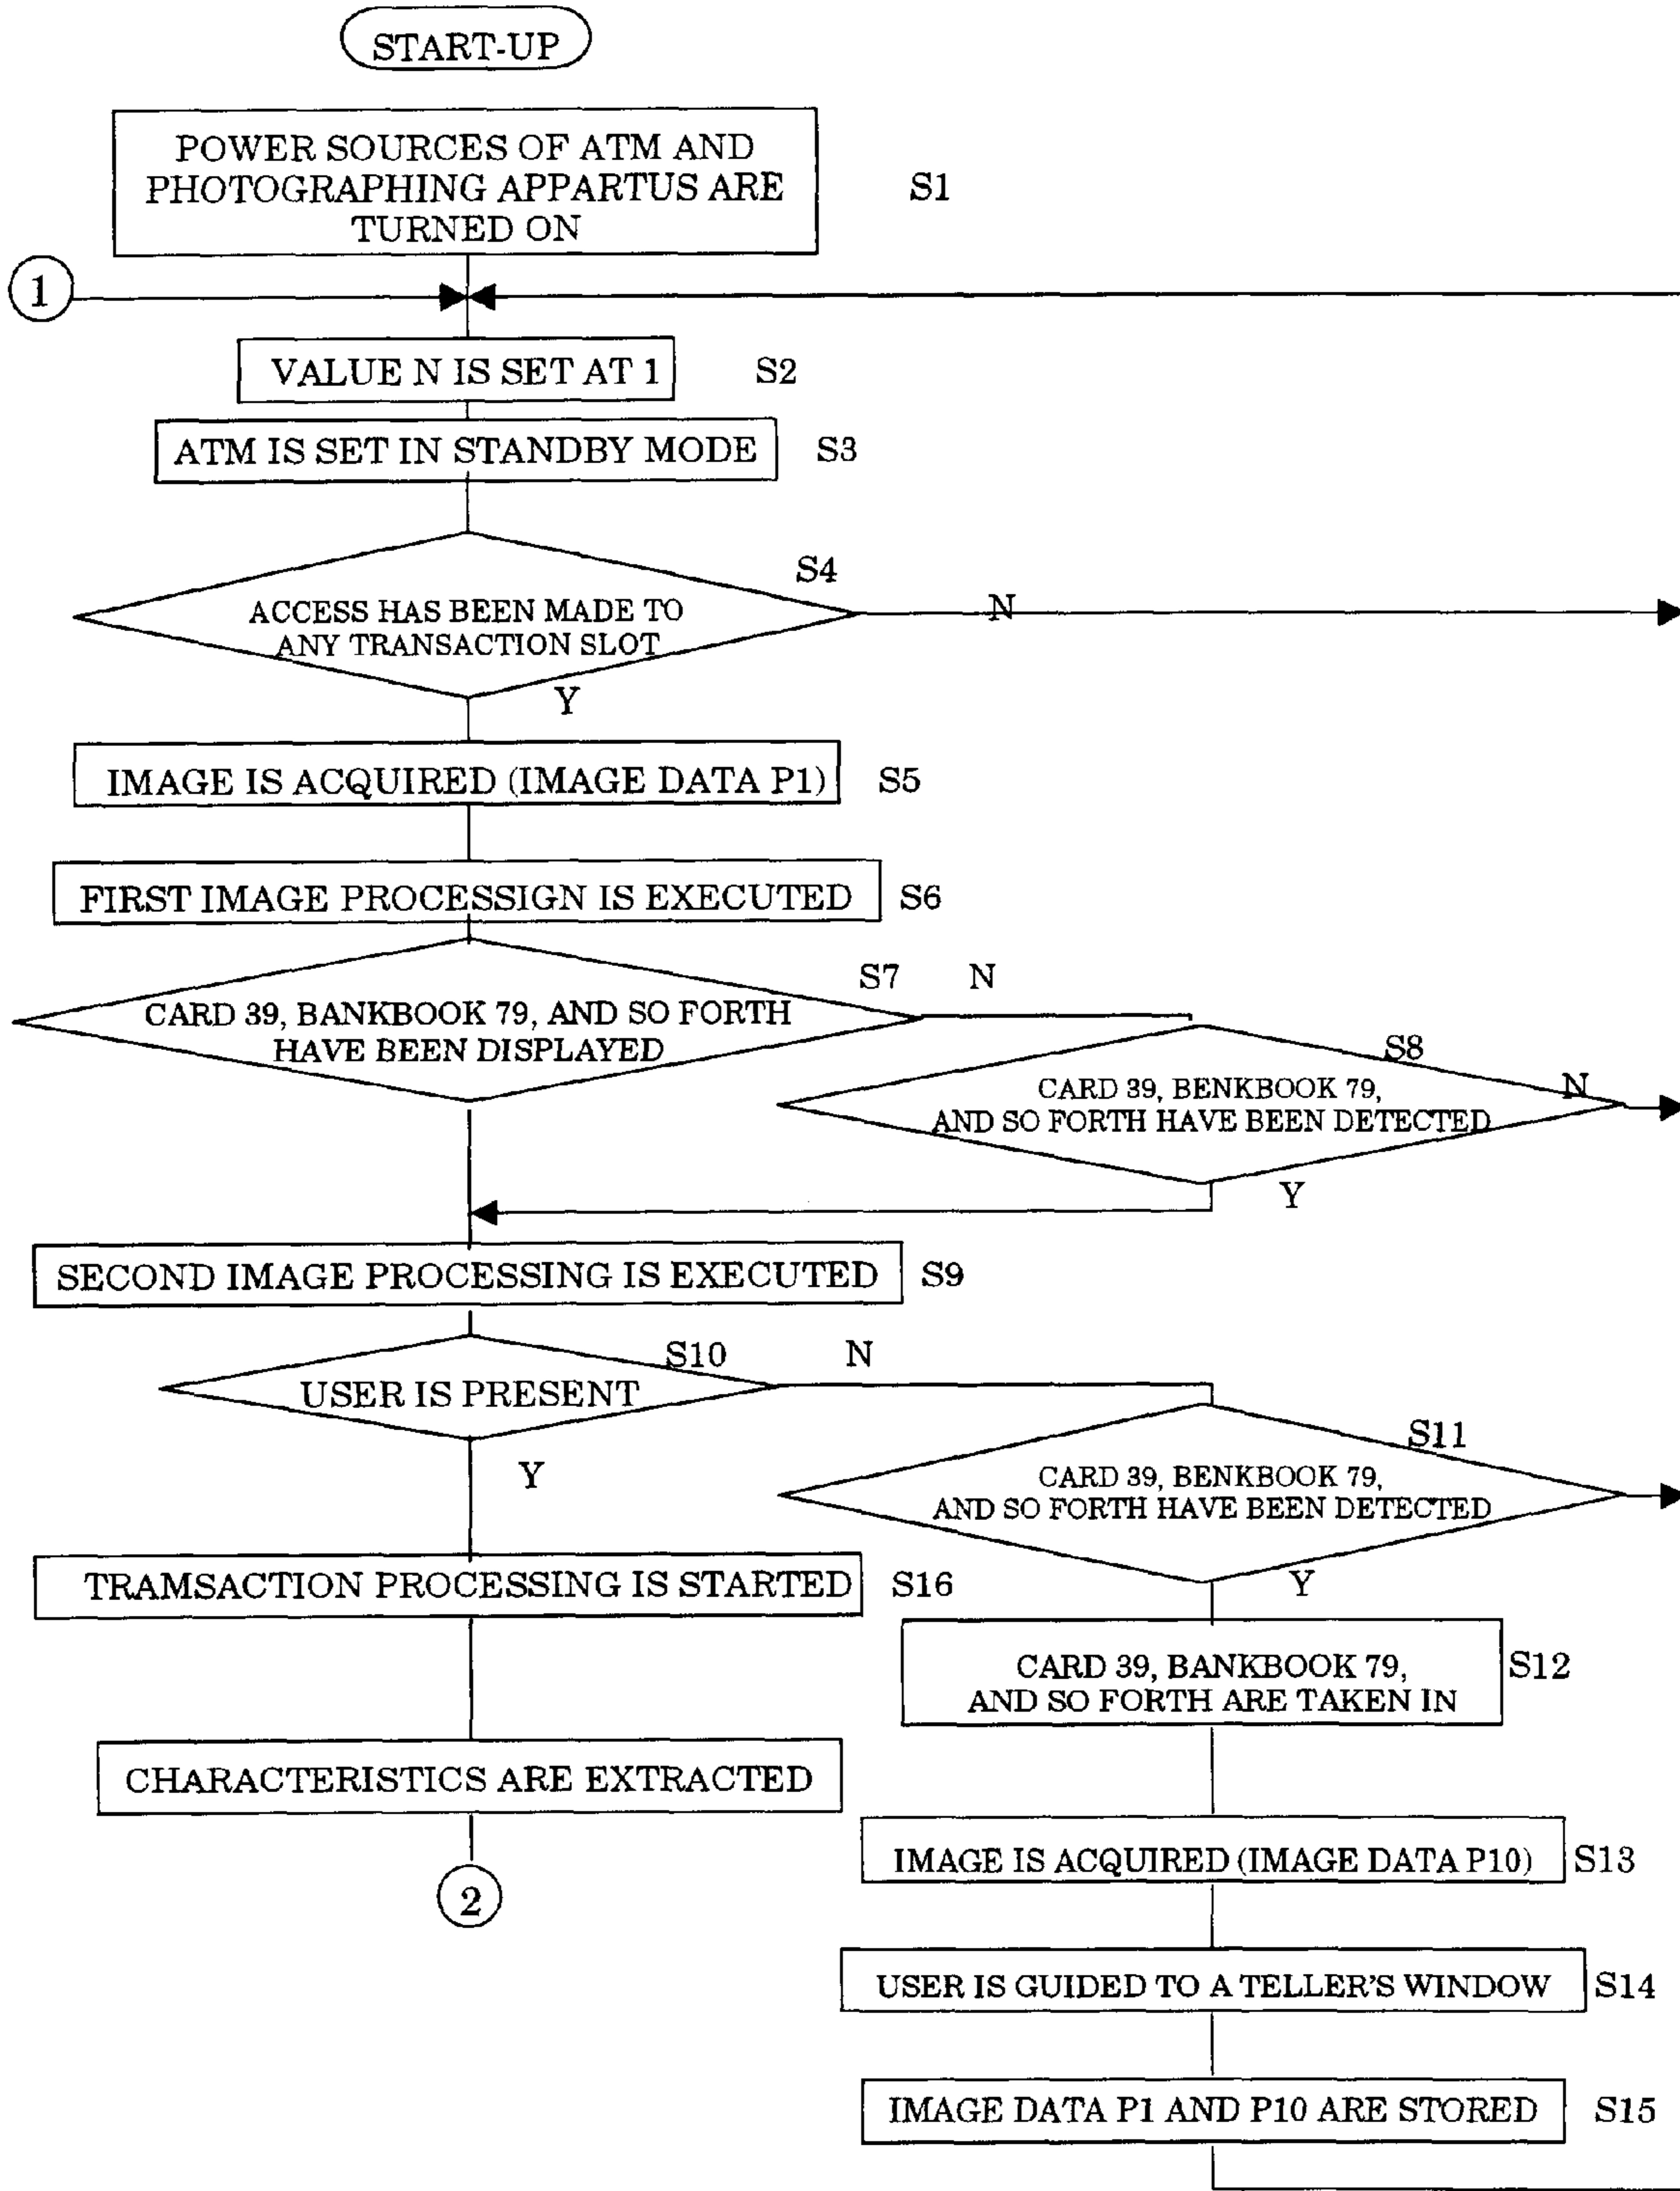 START-UP
POWER SOURCES OF ATM AND
PHOTOGRAPHING APPARTUS ARE
TURNED ON
S1
1
VALUE N IS SET AT 1
S2
ATM IS SET IN STANDBY MODE
S3
S4
ACCESS HAS BEEN MADE TO
ANY TRANSACTION SLOT
N
Y
IMAGE IS ACQUIRED (IMAGE DATA P1)
S5
FIRST IMAGE PROCESSIGN IS EXECUTED
S6
S7
N
CARD 39, BANKBOOK 79, AND SO FORTH
HAVE BEEN DISPLAYED
S8
CARD 39, BENKBOOK 79,
AND SO FORTH HAVE BEEN DETECTED
N
Y
SECOND IMAGE PROCESSING IS EXECUTED
S9
S10
N
USER IS PRESENT
Y
S11
CARD 39, BENKBOOK 79,
AND SO FORTH HAVE BEEN DETECTED
Y
TRAMSACTION PROCESSING IS STARTED
S16
CARD 39, BANKBOOK 79,
AND SO FORTH ARE TAKEN IN
S12
CHARACTERISTICS ARE EXTRACTED
IMAGE IS ACQUIRED (IMAGE DATA P10)
S13
2
USER IS GUIDED TO A TELLER'S WINDOW
S14
IMAGE DATA P1 AND P10 ARE STORED
S15